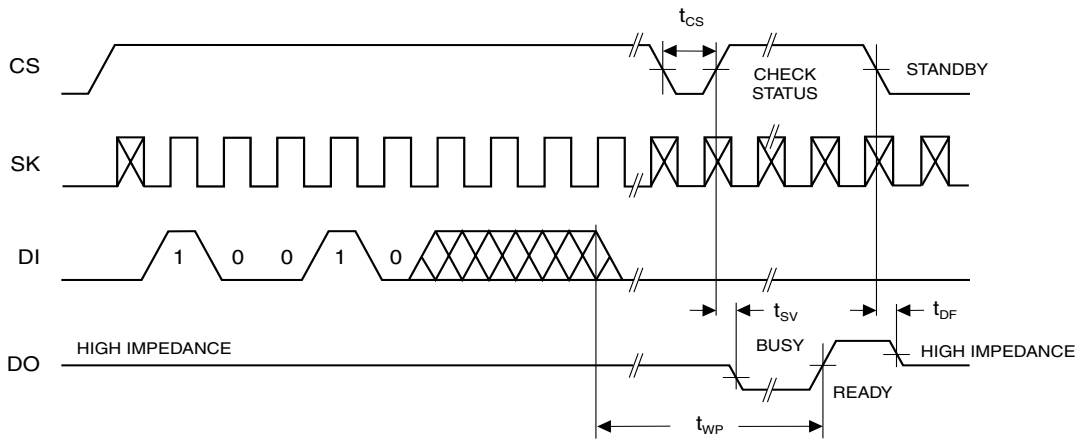 tCS
CS
CHECK
STATUS
STANDBY
SK
DI
1 0 0 1 0
tSV
tDF
DO
HIGH IMPEDANCE
BUSY
HIGH IMPEDANCE
READY
tWP